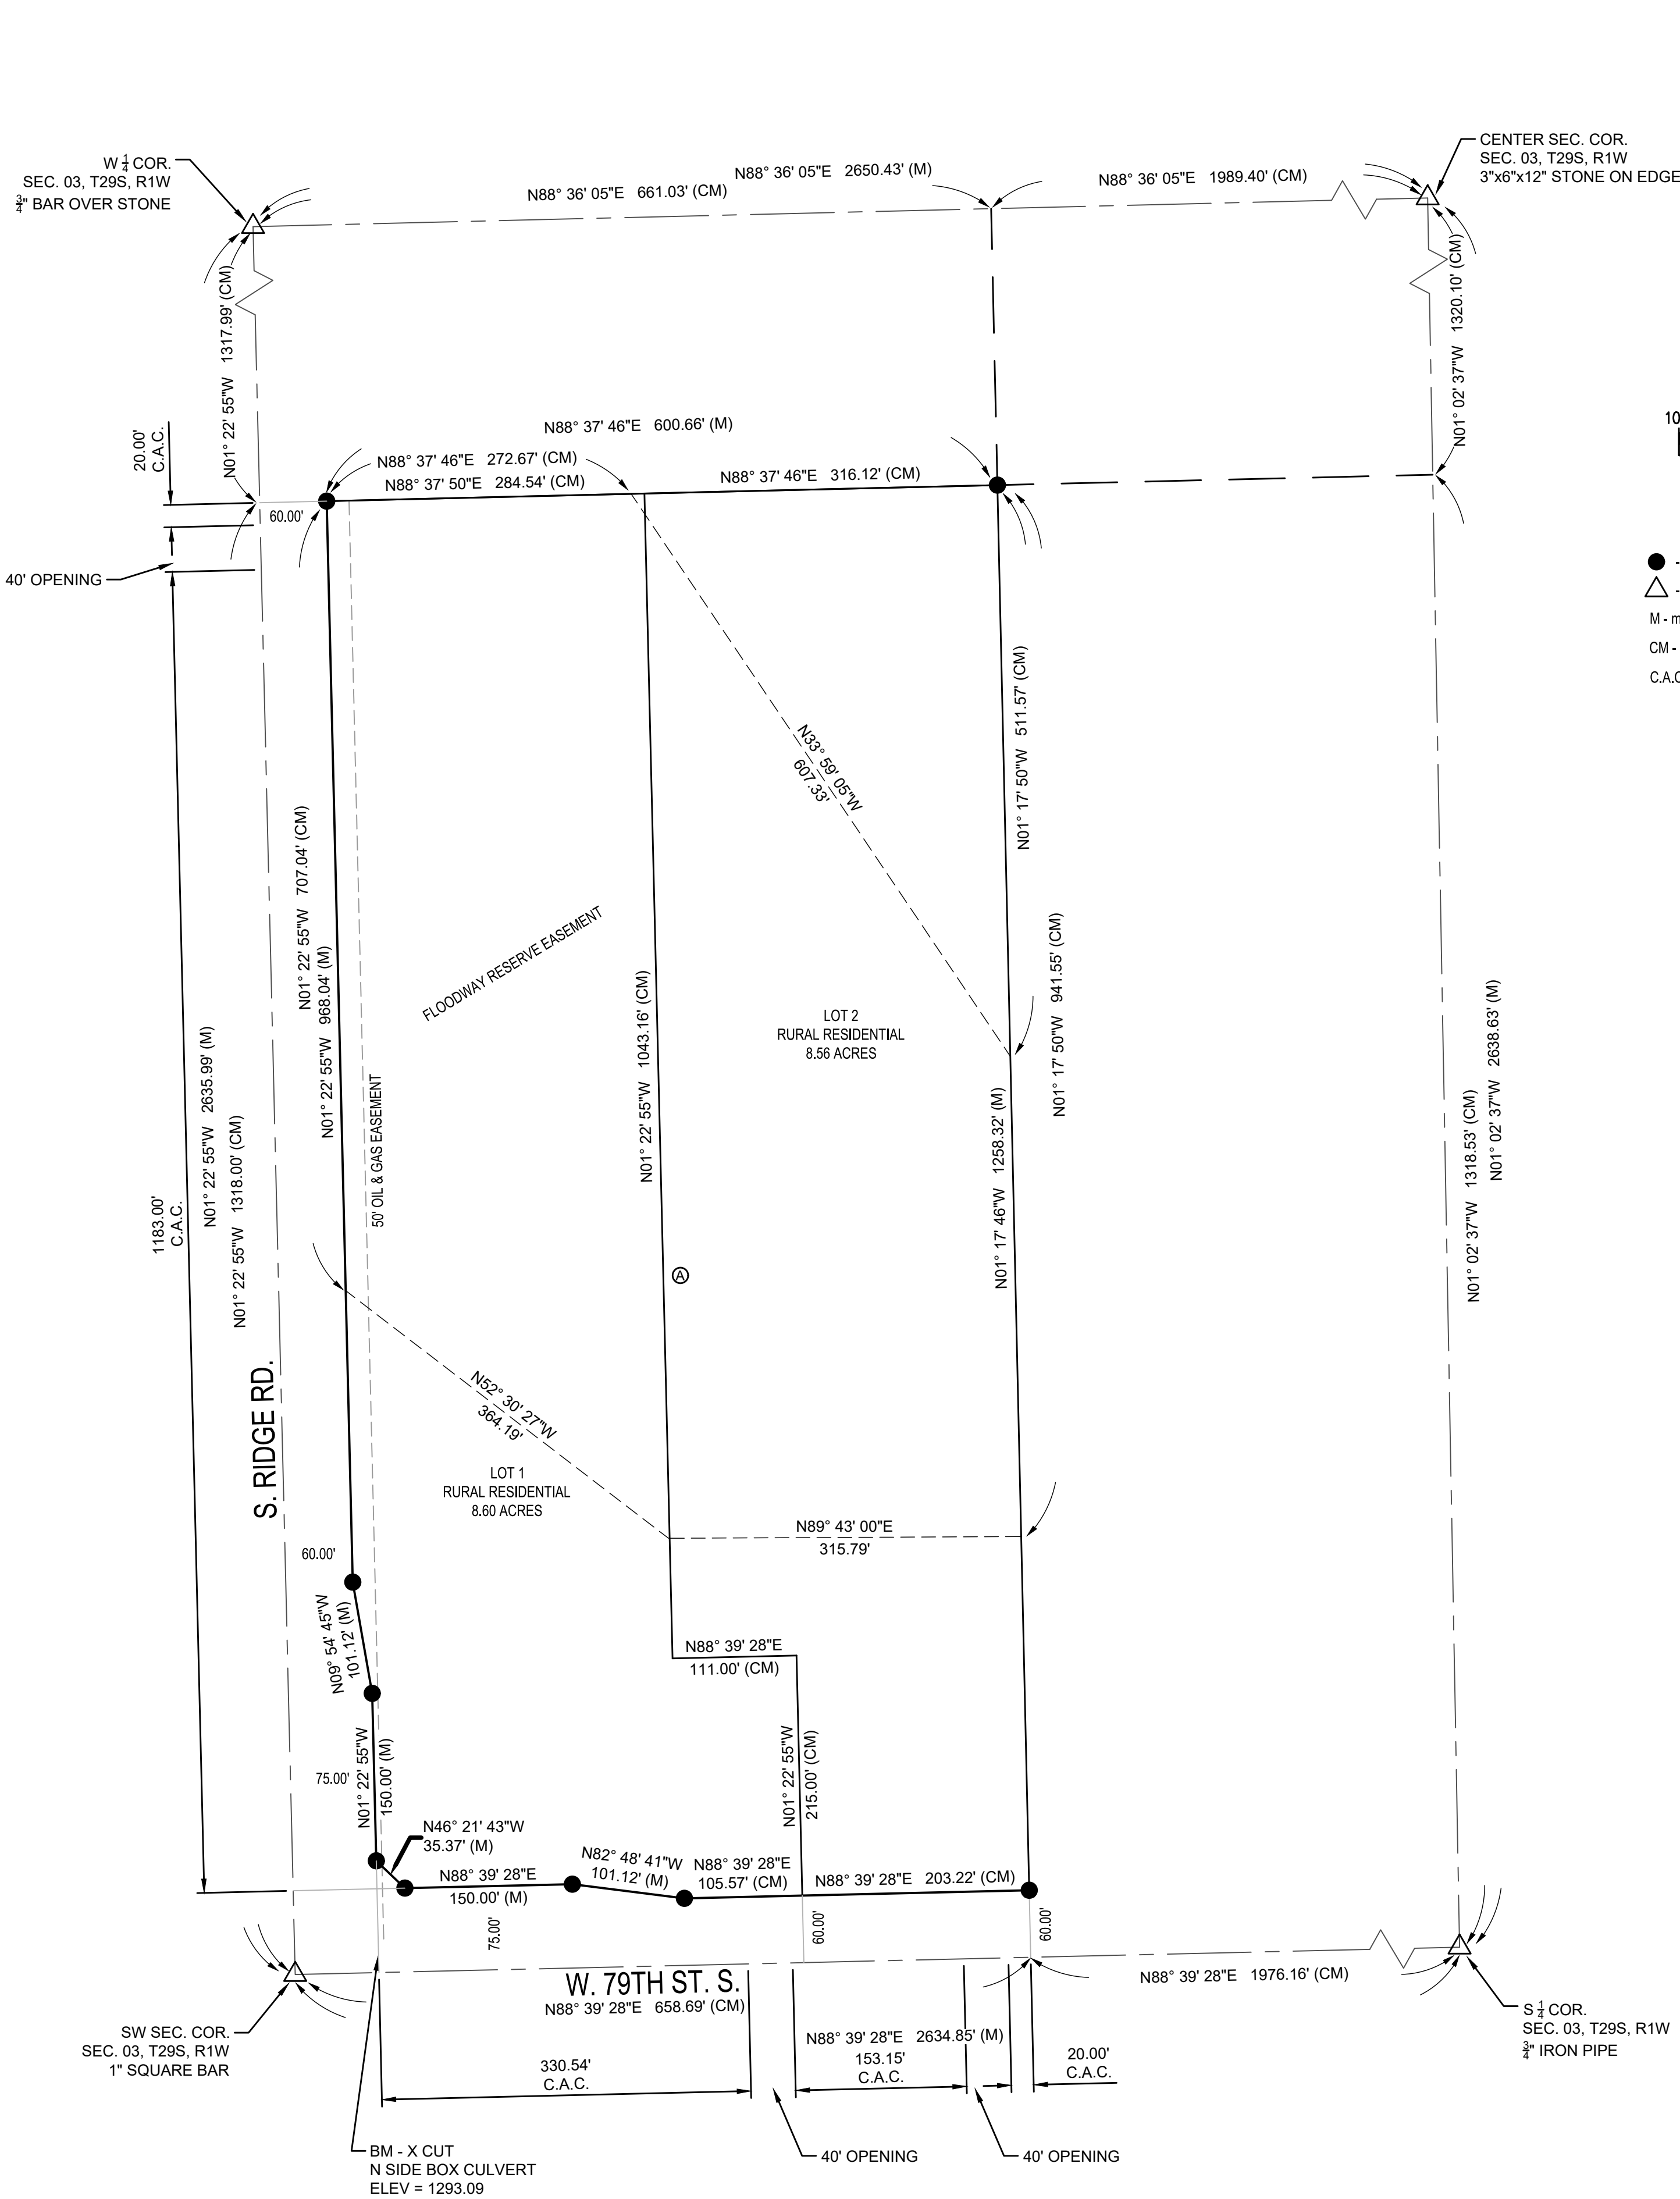 W 1/4 COR.
SEC. 03, T29S, R1W
3/4" BAR OVER STONE
N88° 36' 05"E 661.03' (CM)
N88° 36' 05"E 2650.43' (M)
N88° 36' 05"E 1989.40' (CM)
CENTER SEC. COR.
SEC. 03, T29S, R1W
3"x6"x12" STONE ON EDGE
N01° 22' 55"W 1317.99' (CM)
N01° 02' 37"W 1320.10' (CM)
20.00'
C.A.C.
N88° 37' 46"E 600.66' (M)
N88° 37' 46"E 272.67' (CM)
N88° 37' 50"E 284.54' (CM)
N88° 37' 46"E 316.12' (CM)
10
60.00'
40' OPENING
● -
△ -
M - m
CM -
C.A.C
N01° 17' 50"W 511.57' (CM)
N33° 59' 05"W
607.33'
N01° 22' 55"W 707.04' (CM)
N01° 22' 55"W 968.04' (M)
FLOODWAY RESERVE EASEMENT
N01° 22' 55"W 1043.16' (CM)
LOT 2
RURAL RESIDENTIAL
8.56 ACRES
N01° 17' 50"W 941.55' (CM)
N01° 17' 46"W 1258.32' (M)
N01° 02' 37"W 2638.63' (M)
N01° 02' 37"W 1318.53' (CM)
1183.00'
C.A.C.
N01° 22' 55"W 2635.99' (M)
N01° 22' 55"W 1318.00' (CM)
50' OIL & GAS EASEMENT
A
S. RIDGE RD.
N52° 30' 27"W
364.19'
LOT 1
RURAL RESIDENTIAL
8.60 ACRES
N89° 43' 00"E
315.79'
60.00'
N09° 54' 45"W
101.12' (M)
N88° 39' 28"E
111.00' (CM)
N01° 22' 55"W
150.00' (M)
75.00'
N01° 22' 55"W
215.00' (CM)
N46° 21' 43"W
35.37' (M)
N88° 39' 28"E
150.00' (M)
N82° 48' 41"W
101.12' (M)
N88° 39' 28"E
105.57' (CM)
N88° 39' 28"E 203.22' (CM)
75.00'
60.00'
60.00'
W. 79TH ST. S.
N88° 39' 28"E 658.69' (CM)
N88° 39' 28"E 1976.16' (CM)
N88° 39' 28"E 2634.85' (M)
SW SEC. COR.
SEC. 03, T29S, R1W
1" SQUARE BAR
S 1/4 COR.
SEC. 03, T29S, R1W
3/4" IRON PIPE
330.54'
C.A.C.
153.15'
C.A.C.
20.00'
C.A.C.
40' OPENING
40' OPENING
BM - X CUT
N SIDE BOX CULVERT
ELEV = 1293.09